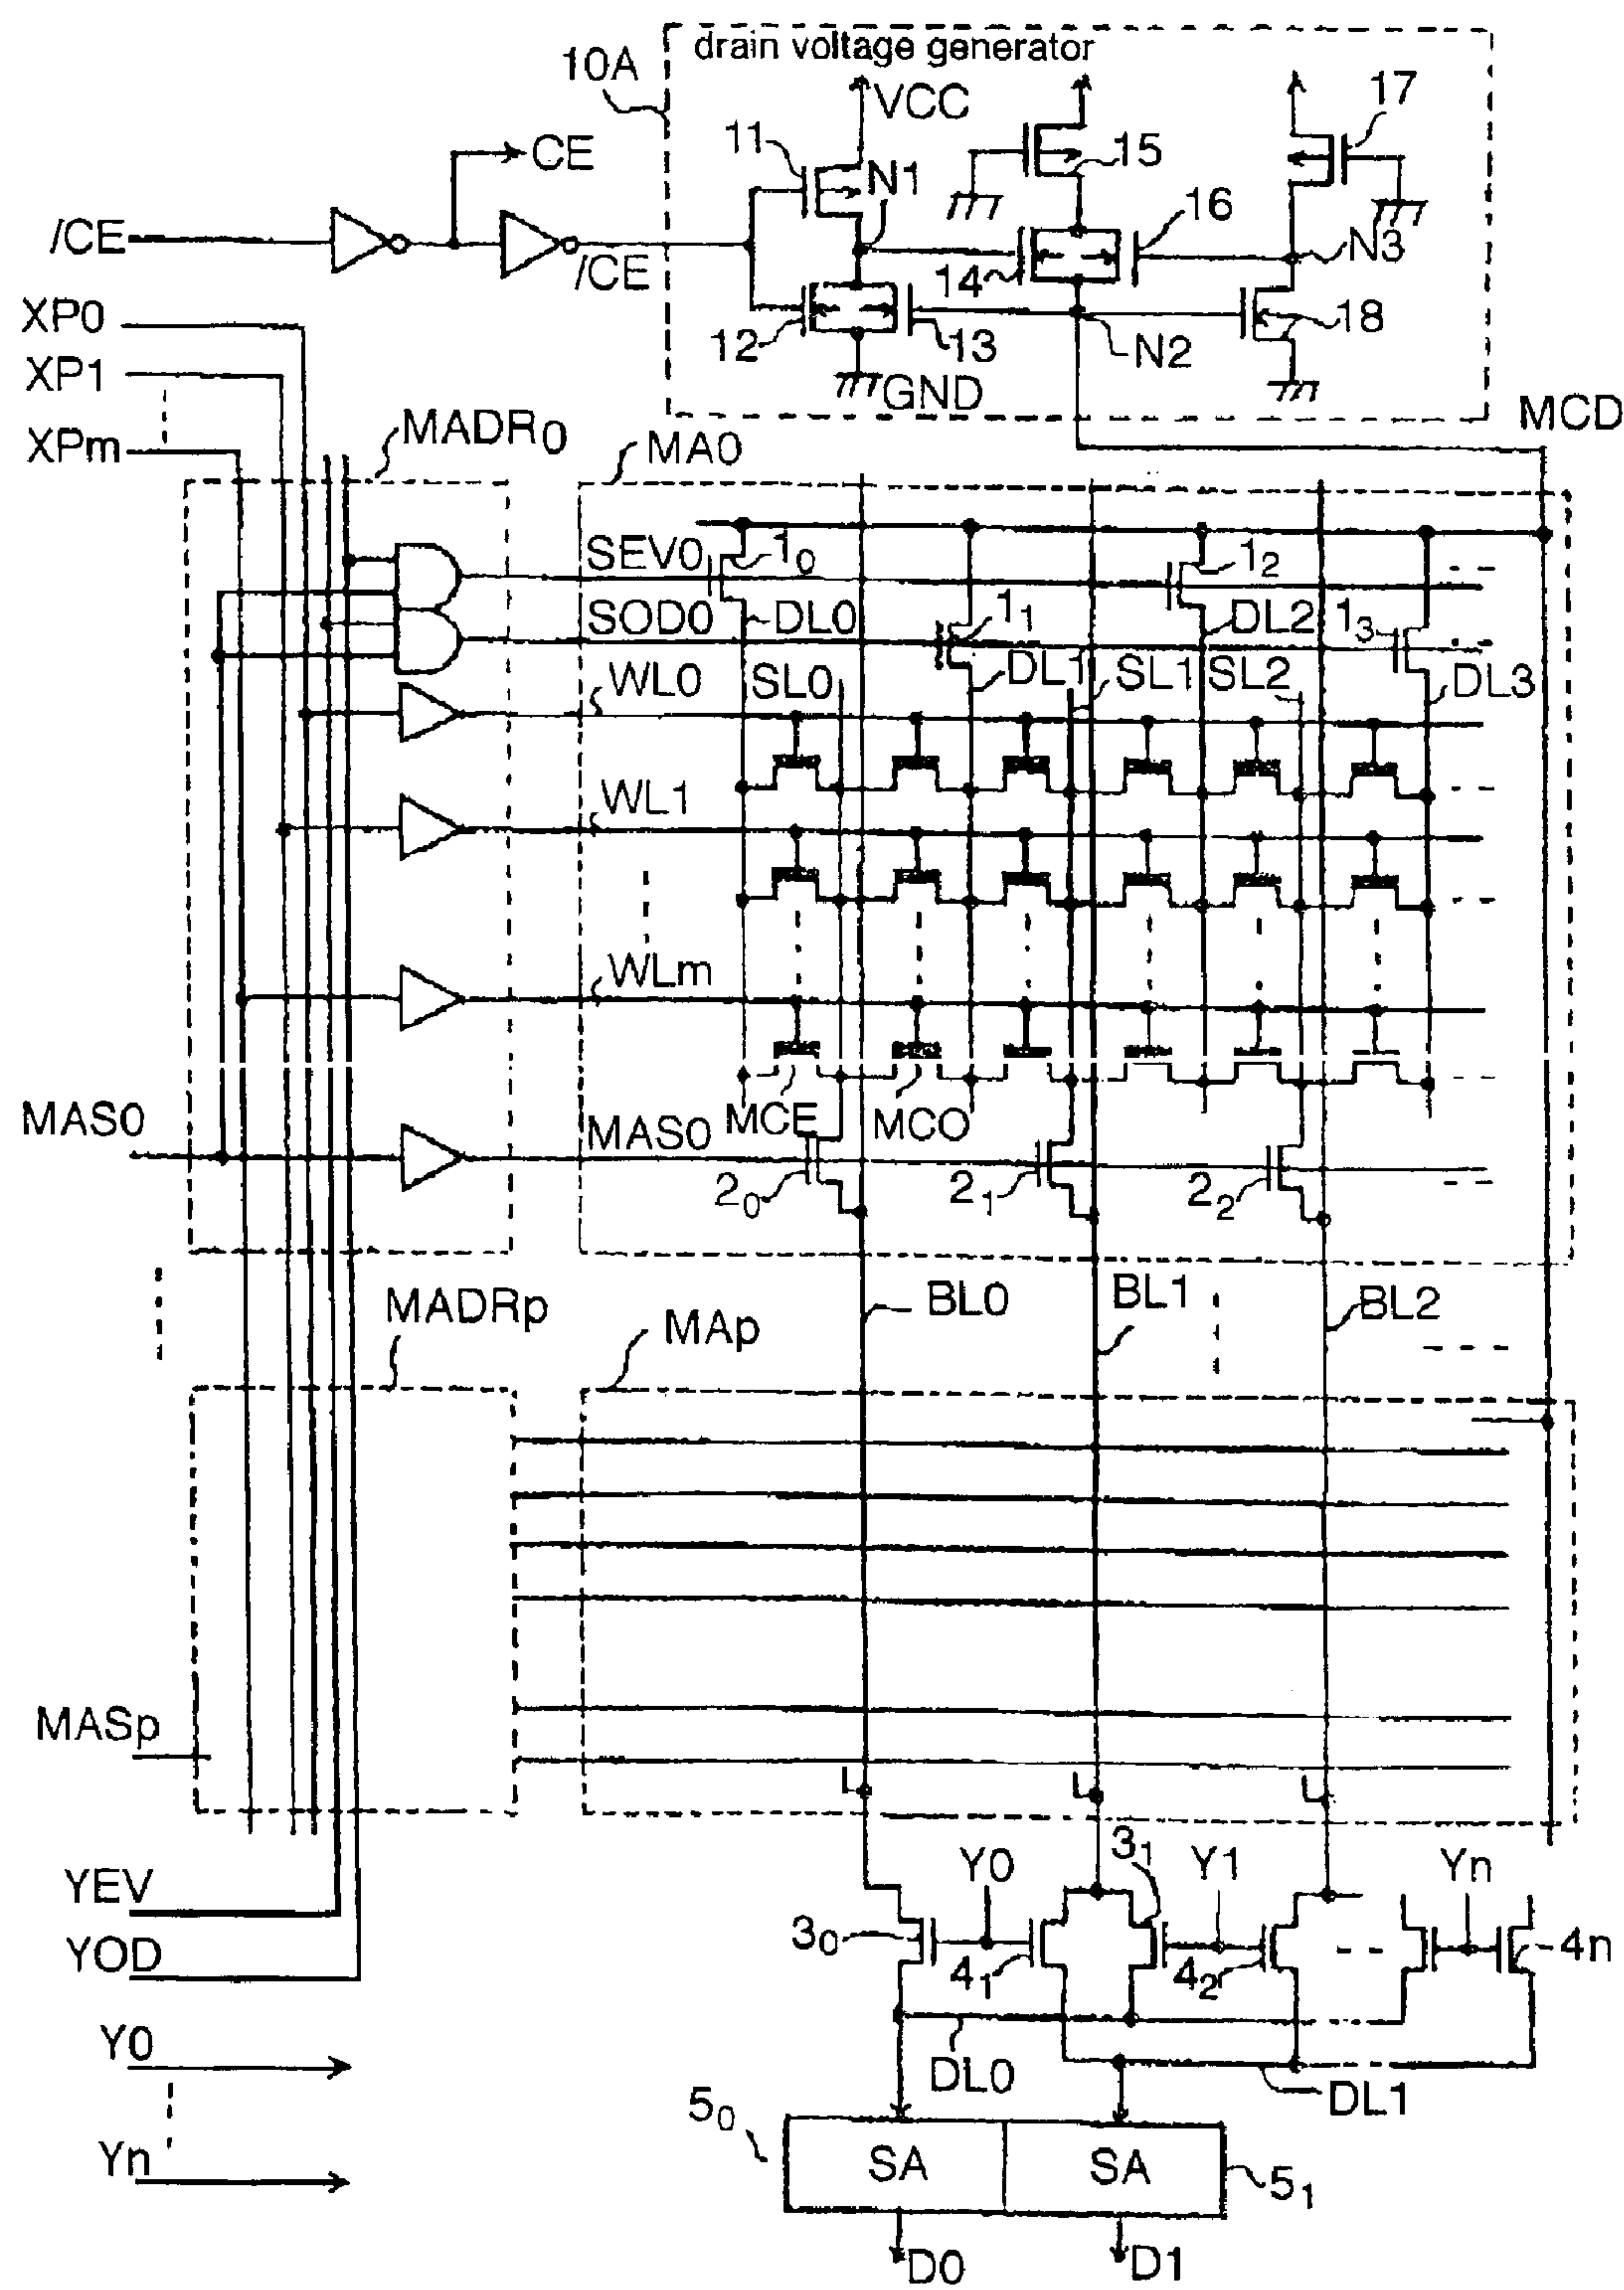 drain voltage generator
10A
VCC
17
11
15
CE
N1
16
/CE
/CE
14
N3
XP0
12
13
18
N2
XP1
GND
MCD
MADR0
MA0
XPm
SEV0
10
12
SOD0
DL0
11
DL2
13
WL0
SL0
DL1
SL1
SL2
DL3
WL1
WLm
MAS0
MAS0
MCE
MCO
20
21
22
MADRp
BL0
BL1
BL2
MAp
MASp
YEV
Y0
31
Y1
Yn
30
YOD
41
42
4n
Y0
DL0
DL1
50
Yn
SA
SA
51
D0
D1